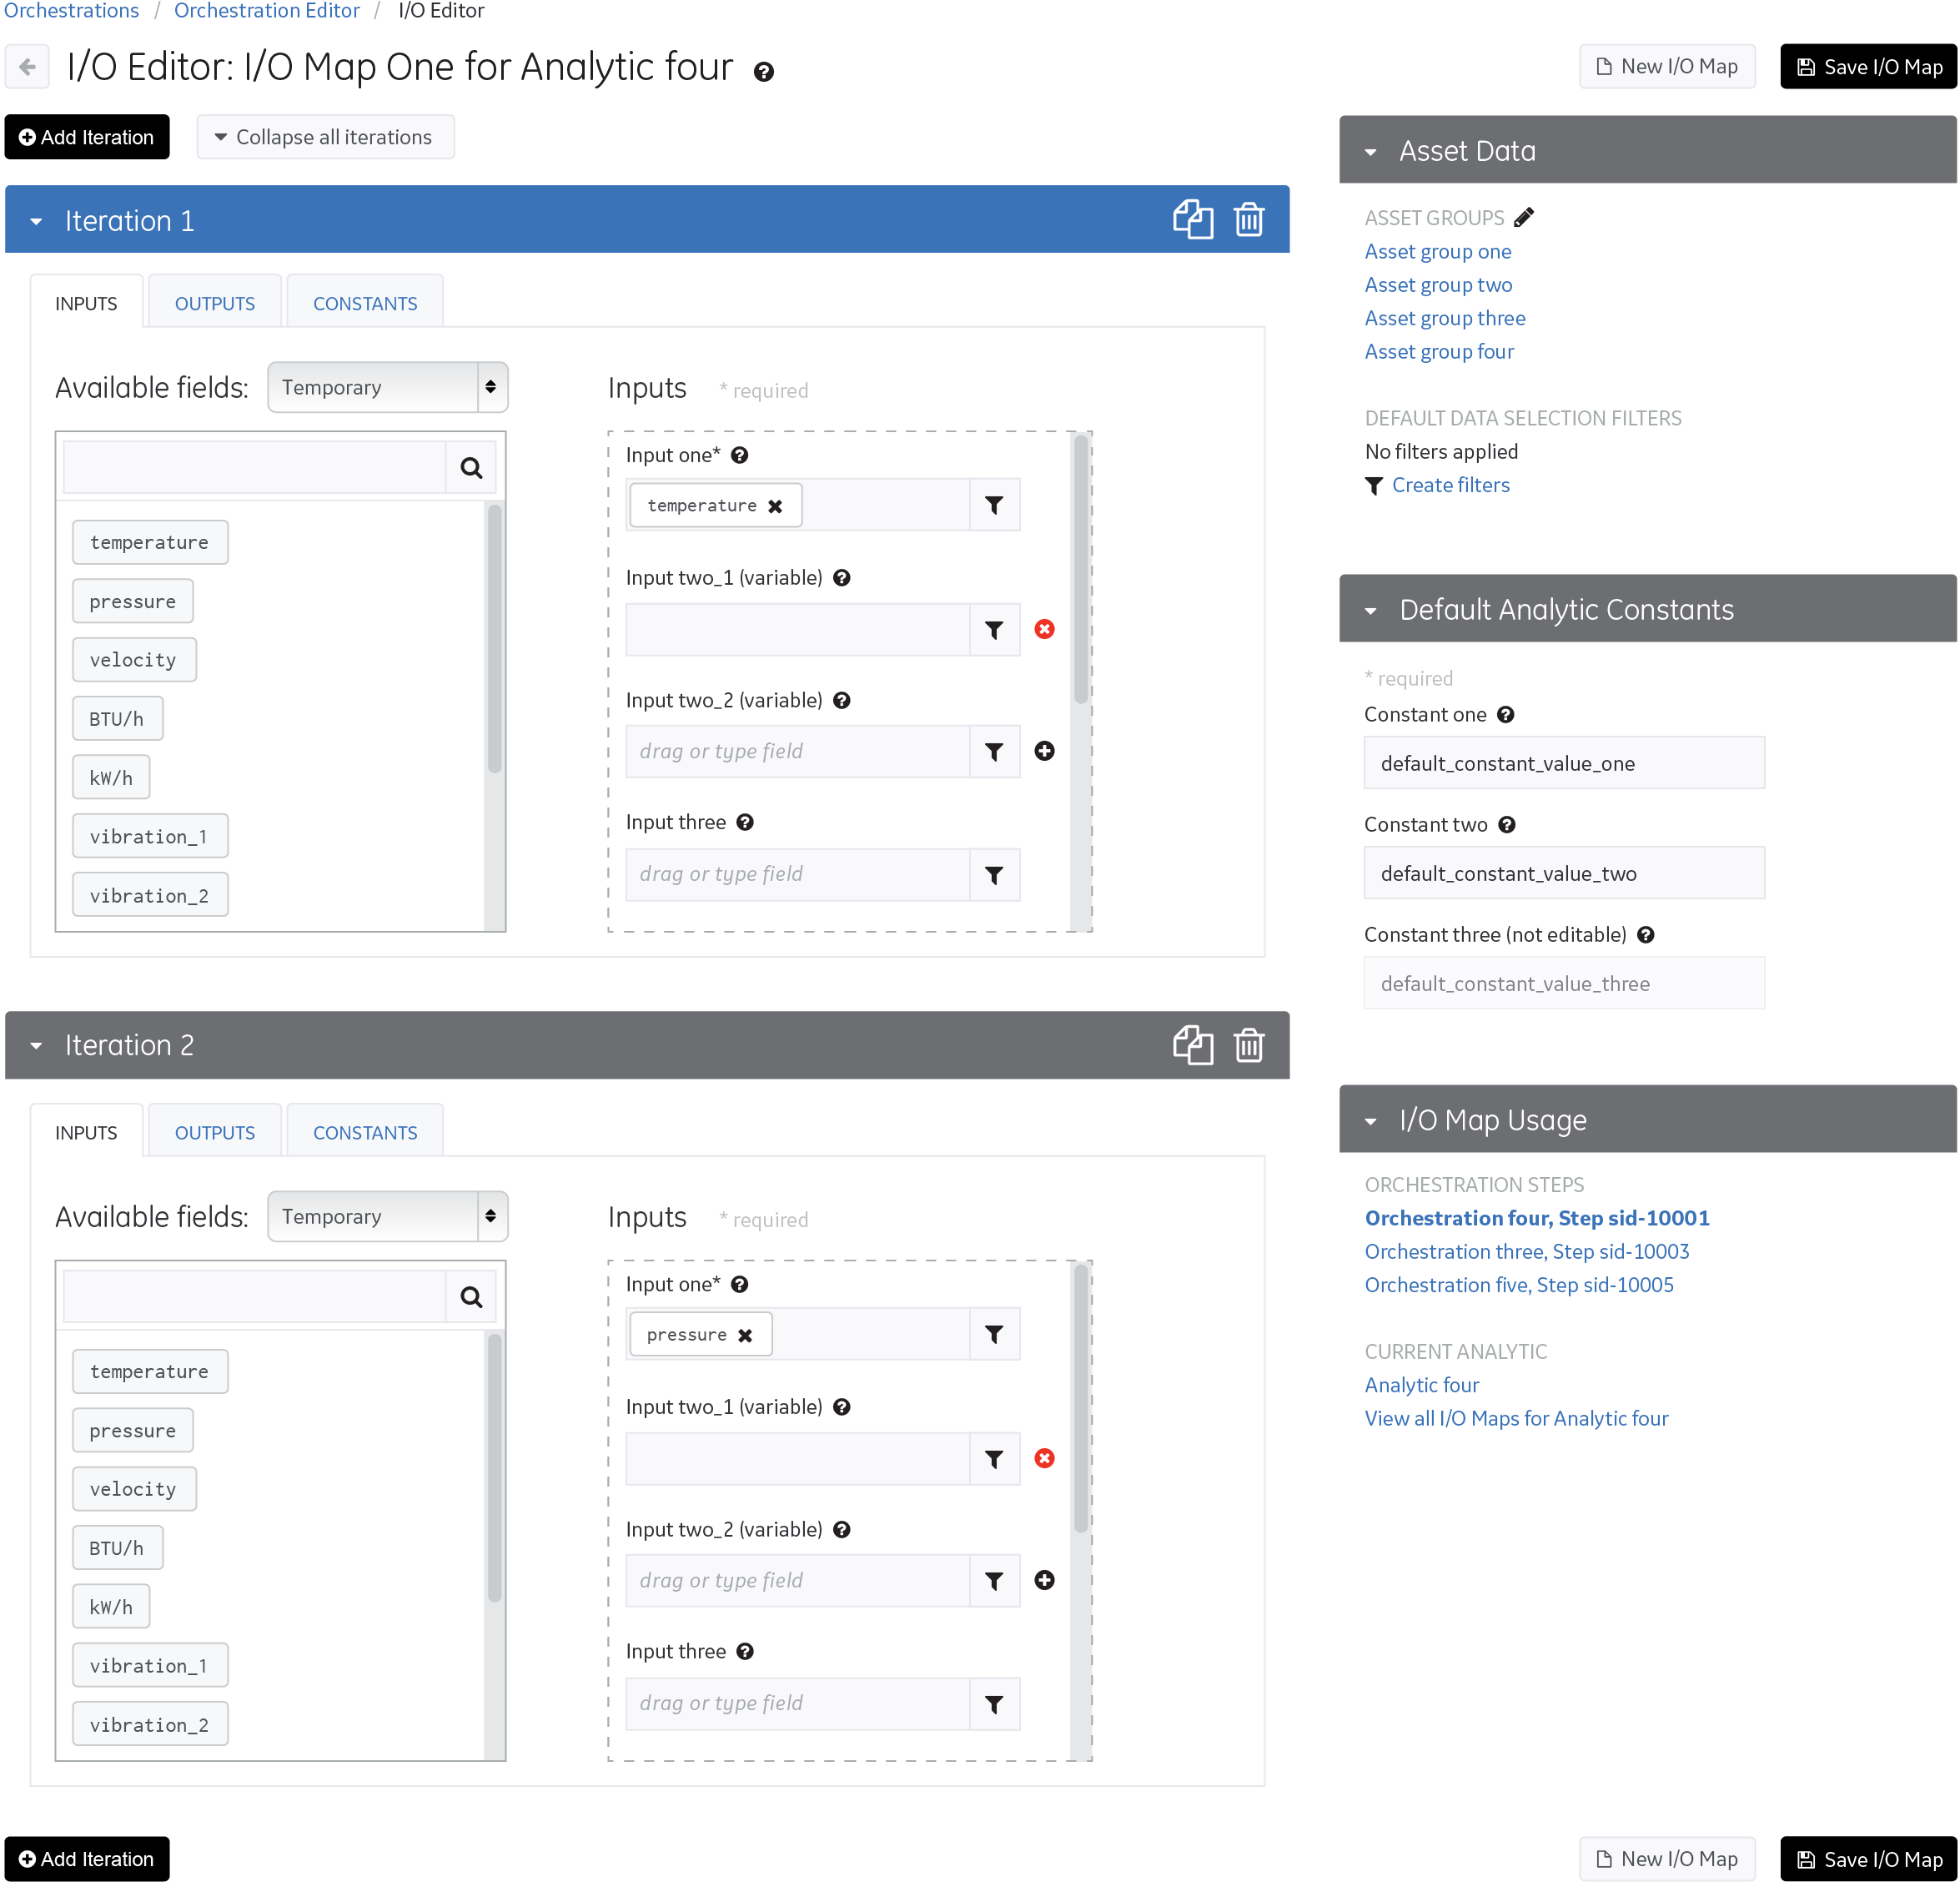 Orchestrations / Orchestration Editor / I/O Editor
I/O Editor: I/O Map One for Analytic four
New I/O Map
Save I/O Map
Add Iteration
Collapse all iterations
Iteration 1
INPUTS
OUTPUTS
CONSTANTS
Available fields:
Temporary
temperature
pressure
velocity
BTU/h
kW/h
vibration_1
vibration_2
Inputs
* required
Input one*
temperature
Input two_1 (variable)
Input two_2 (variable)
drag or type field
Input three
drag or type field
Iteration 2
INPUTS
OUTPUTS
CONSTANTS
Available fields:
Temporary
temperature
pressure
velocity
BTU/h
kW/h
vibration_1
vibration_2
Inputs
* required
Input one*
pressure
Input two_1 (variable)
Input two_2 (variable)
drag or type field
Input three
drag or type field
Add Iteration
Asset Data
ASSET GROUPS
Asset group one
Asset group two
Asset group three
Asset group four
DEFAULT DATA SELECTION FILTERS
No filters applied
Create filters
Default Analytic Constants
* required
Constant one
default_constant_value_one
Constant two
default_constant_value_two
Constant three (not editable)
default_constant_value_three
I/O Map Usage
ORCHESTRATION STEPS
Orchestration four, Step sid-10001
Orchestration three, Step sid-10003
Orchestration five, Step sid-10005
CURRENT ANALYTIC
Analytic four
View all I/O Maps for Analytic four
New I/O Map
Save I/O Map